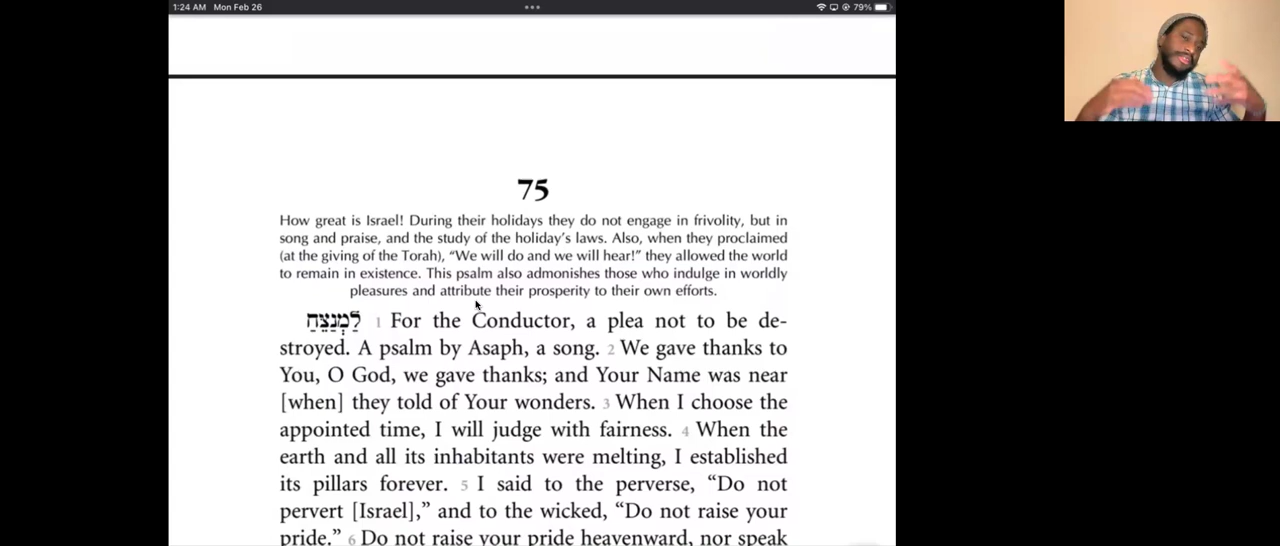 1:24 AM Mon Feb 26
79%
75
How great is Israel! During their holidays they do not engage in frivolity, but in
song and praise, and the study of the holiday's laws. Also, when they proclaimed
(at the giving of the Torah), "We will do and we will hear!" they allowed the world
to remain in existence. This psalm also admonishes those who indulge in worldly
pleasures and attribute their prosperity to their own efforts.
לַמְנַצֵּחַ 1 For the Conductor, a plea not to be de-
stroyed. A psalm by Asaph, a song. 2 We gave thanks to
You, O God, we gave thanks; and Your Name was near
[when] they told of Your wonders. 3 When I choose the
appointed time, I will judge with fairness. 4 When the
earth and all its inhabitants were melting, I established
its pillars forever. 5 I said to the perverse, "Do not
pervert [Israel]," and to the wicked, "Do not raise your
pride." 6 Do not raise your pride heavenward, nor speak